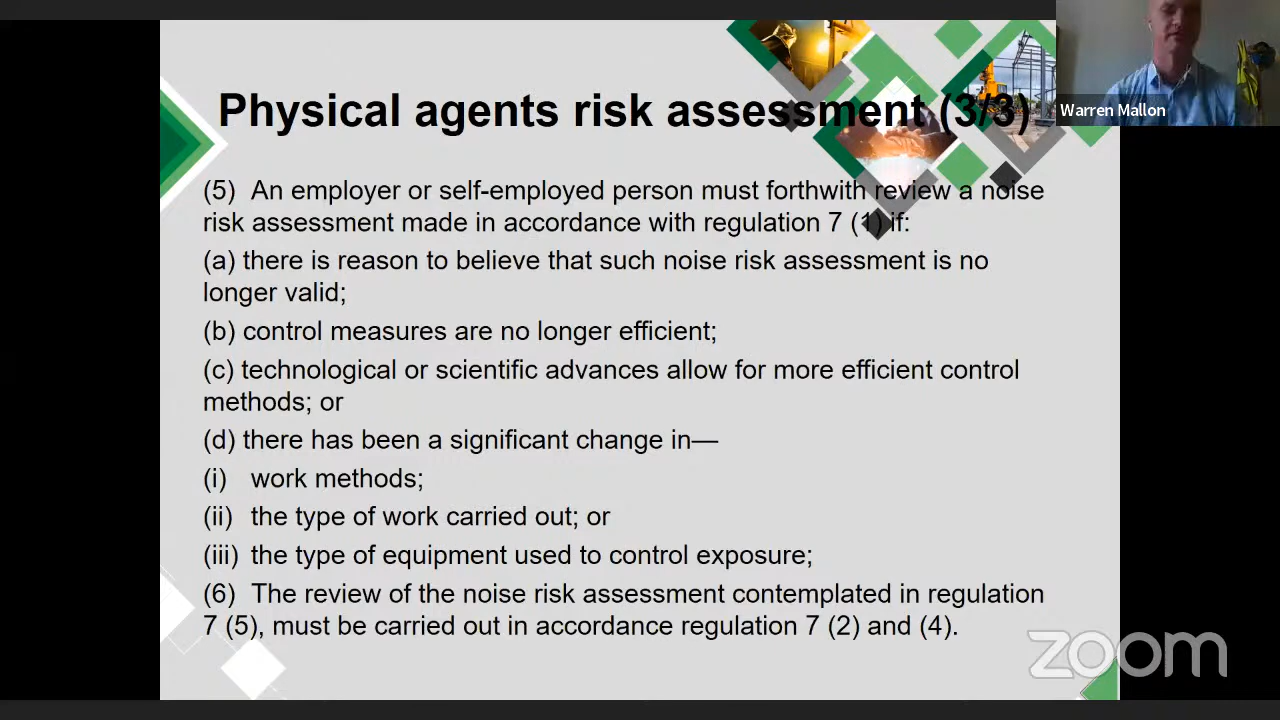 Physical agents risk assessment (3/3)
Warren Mallon
(5) An employer or self-employed person must forthwith review a noise
risk assessment made in accordance with regulation 7 (1) if:
(a) there is reason to believe that such noise risk assessment is no
longer valid;
(b) control measures are no longer efficient;
(c) technological or scientific advances allow for more efficient control
methods; or
(d) there has been a significant change in—
(i) work methods;
(ii) the type of work carried out; or
(iii) the type of equipment used to control exposure;
(6) The review of the noise risk assessment contemplated in regulation
7 (5), must be carried out in accordance regulation 7 (2) and (4).
zoom